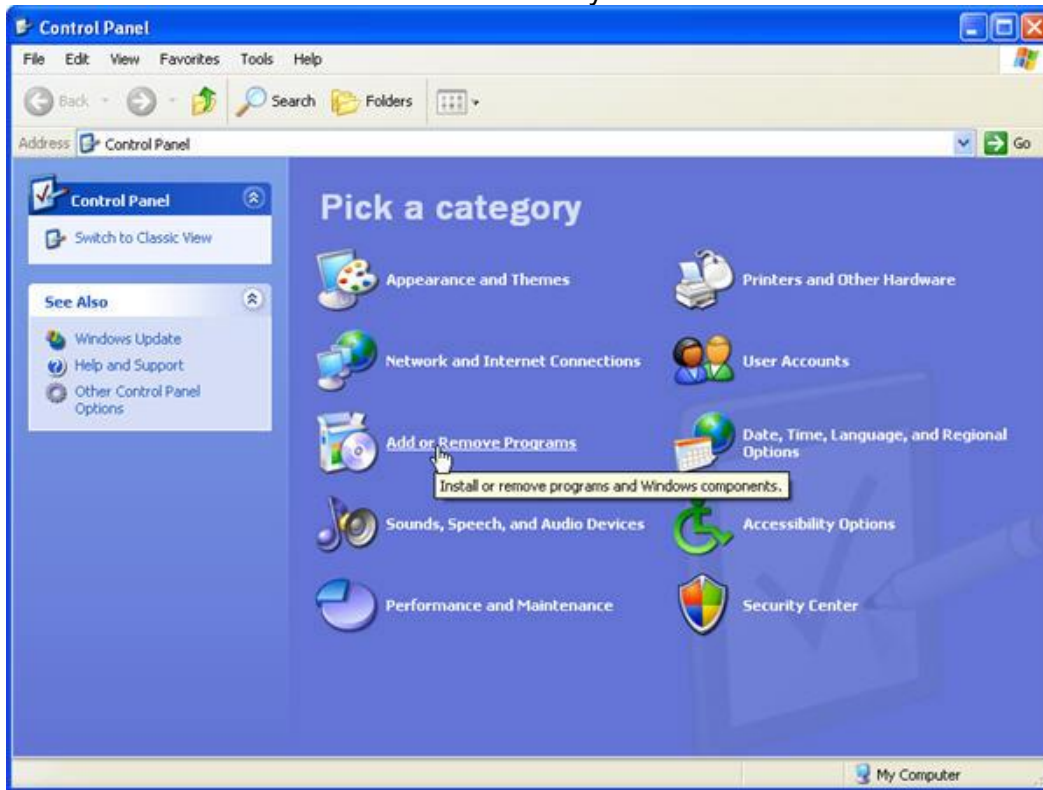 Control Panel
File Edit View Favorites Tools Help
Back Search Folders
Address Control Panel Go
Control Panel
Switch to Classic View
See Also
Windows Update
Help and Support
Other Control Panel
Options
Pick a category
Appearance and Themes
Printers and Other Hardware
Network and Internet Connections
User Accounts
Add or Remove Programs
Date, Time, Language, and Regional
Options
Install or remove programs and Windows components.
Sounds, Speech, and Audio Devices
Accessibility Options
Performance and Maintenance
Security Center
My Computer